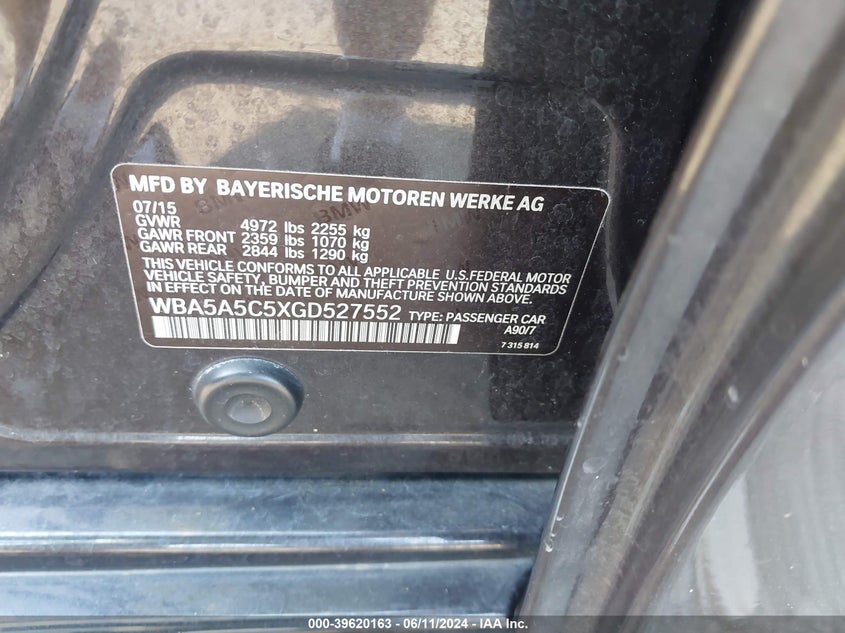 MFD BY BAYERISCHE MOTOREN WERKE AG
07/15
GVWR 4972 lbs 2255 kg
GAWR FRONT 2359 lbs 1070 kg
GAWR REAR 2844 lbs 1290 kg
THIS VEHICLE CONFORMS TO ALL APPLICABLE U.S.FEDERAL MOTOR
VEHICLE SAFETY, BUMPER AND THEFT PREVENTION STANDARDS
IN EFFECT ON THE DATE OF MANUFACTURE SHOWN ABOVE.
WBA5A5C5XGD527552 TYPE: PASSENGER CAR
A90/7
7 315 814
000-39620163 - 06/11/2024 - IAA Inc.